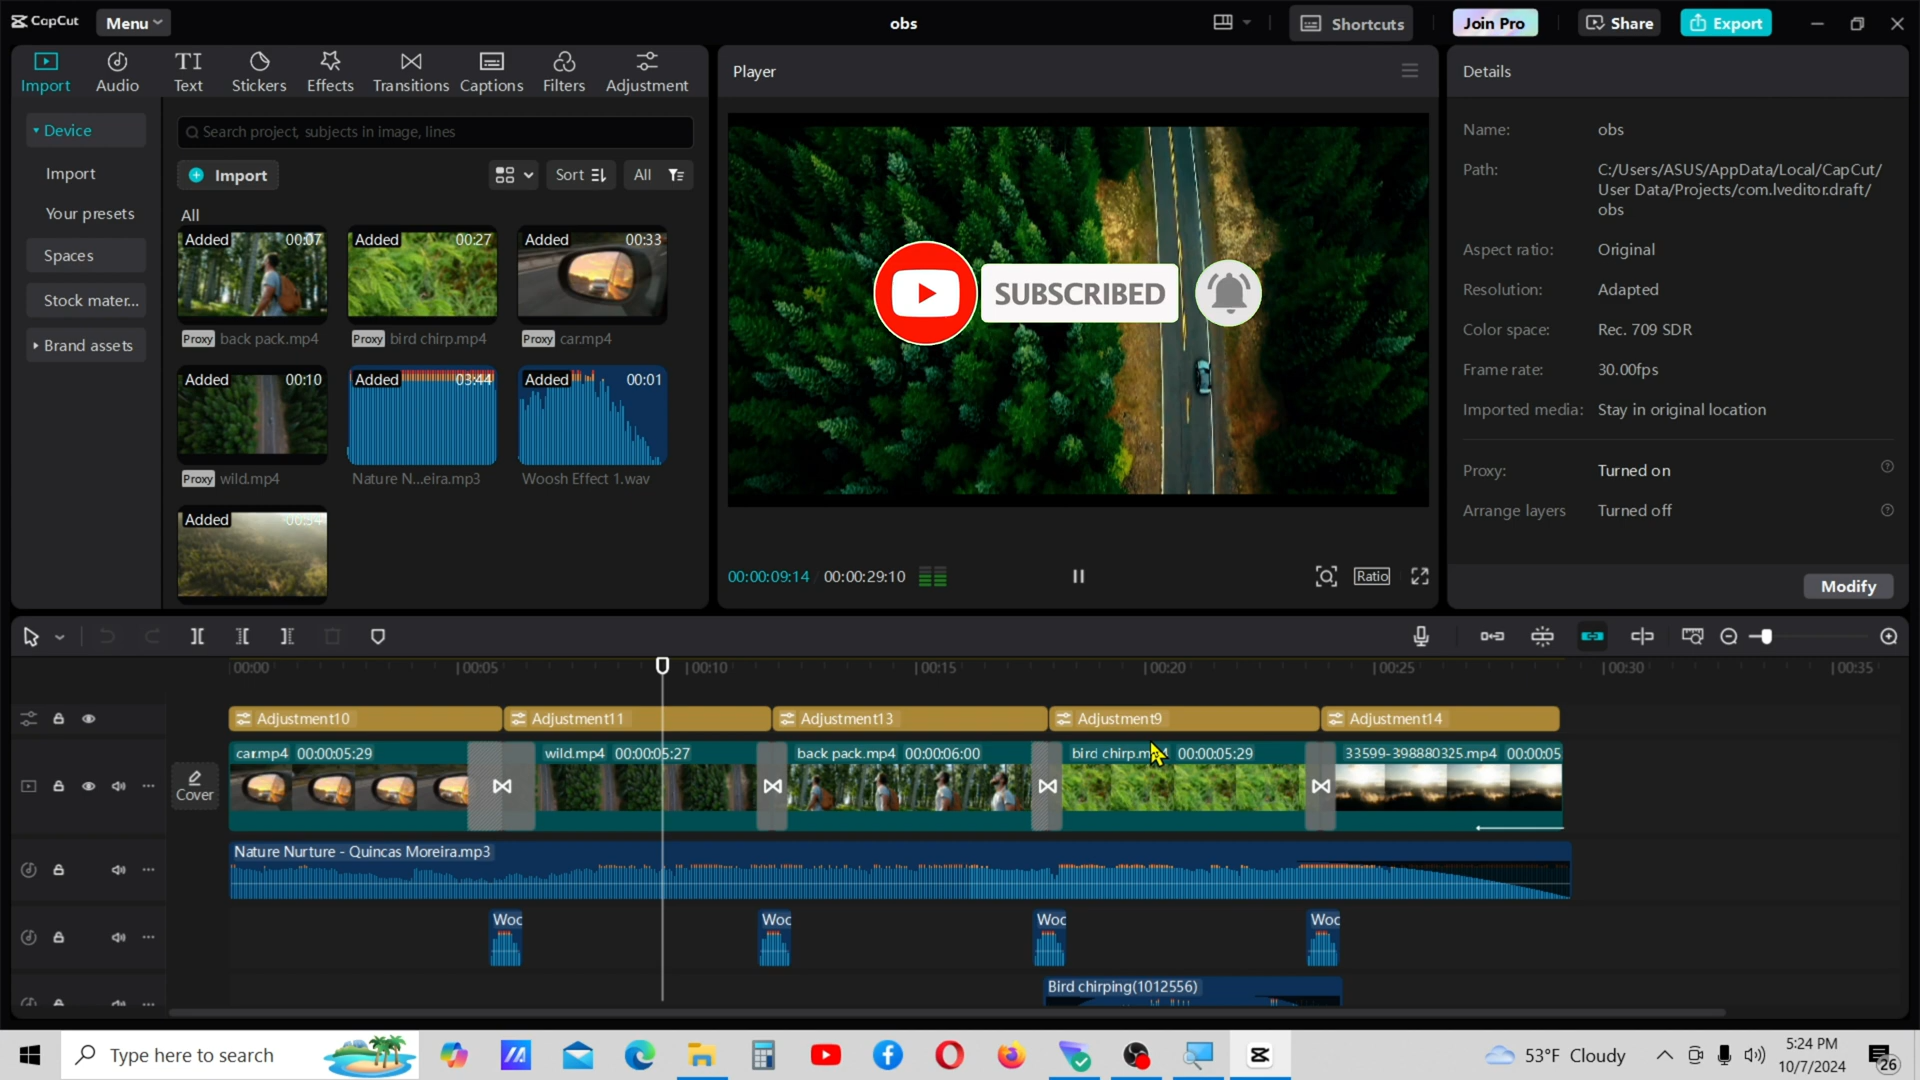 CapCut
Menu
obs
Shortcuts
Join Pro
Share
Export
Import
Audio
TI
Text
Stickers
Effects
Transitions
Captions
Filters
Adjustment
Device
Import
Your presets
Spaces
Stock mater...
Brand assets
Search project, subjects in image, lines
Import
Sort
All
All
Added 00:07
Added 00:27
Added 00:33
Proxy back pack.mp4
Proxy bird chirp.mp4
Proxy car.mp4
Added 00:10
Added 03:44
Added 00:01
Proxy wild.mp4
Nature N...eira.mp3
Woosh Effect 1.wav
Added
Player
SUBSCRIBED
00:00:09:14
00:00:29:10
Ratio
Details
Name: obs
Path: C:/Users/ASUS/AppData/Local/CapCut/
User Data/Projects/com.lveditor.draft/
obs
Aspect ratio: Original
Resolution: Adapted
Color space: Rec. 709 SDR
Frame rate: 30.00fps
Imported media: Stay in original location
Proxy: Turned on
Arrange layers Turned off
Modify
00:00
00:05
00:10
00:15
00:20
00:25
00:30
00:35
Adjustment10
Adjustment11
Adjustment13
Adjustment9
Adjustment14
Cover
car.mp4 00:00:05:29
wild.mp4 00:00:05:27
back pack.mp4 00:00:06:00
bird chirp.mp4 00:00:05:29
33599-398880325.mp4 00:00:05
Nature Nurture - Quincas Moreira.mp3
Woo
Woo
Woo
Woo
Bird chirping(1012556)
Type here to search
53°F Cloudy
5:24 PM
10/7/2024
26